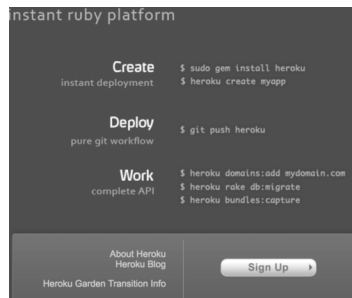 instant ruby platform
Create
instant deployment
$ sudo gem install heroku
$ heroku create myapp
Deploy
pure git workflow
$ git push heroku
Work
complete API
$ heroku domains:add mydomain.com
$ heroku rake db:migrate
$ heroku bundles:capture
About Heroku
Heroku Blog
Heroku Garden Transition Info
Sign Up